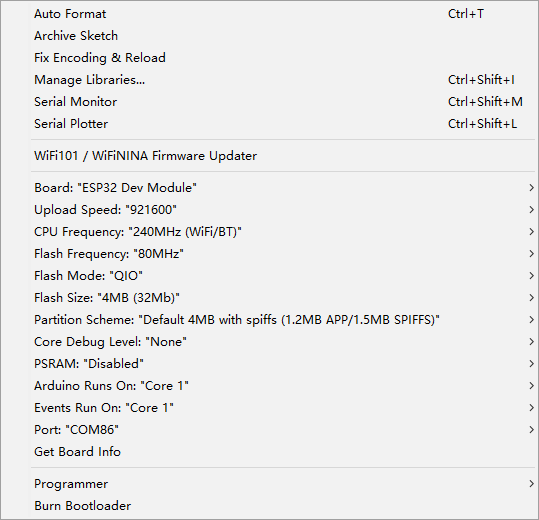 Auto Format Ctrl+T
Archive Sketch
Fix Encoding & Reload
Manage Libraries... Ctrl+Shift+I
Serial Monitor Ctrl+Shift+M
Serial Plotter Ctrl+Shift+L
WiFi101 / WiFiNINA Firmware Updater
Board: "ESP32 Dev Module"
Upload Speed: "921600"
CPU Frequency: "240MHz (WiFi/BT)"
Flash Frequency: "80MHz"
Flash Mode: "QIO"
Flash Size: "4MB (32Mb)"
Partition Scheme: "Default 4MB with spiffs (1.2MB APP/1.5MB SPIFFS)"
Core Debug Level: "None"
PSRAM: "Disabled"
Arduino Runs On: "Core 1"
Events Run On: "Core 1"
Port: "COM86"
Get Board Info
Programmer
Burn Bootloader